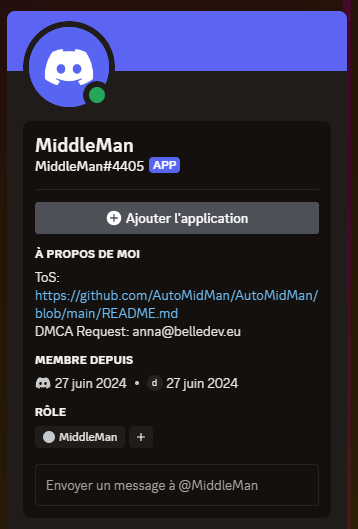 MiddleMan
MiddleMan#4405 APP
Ajouter l'application
À PROPOS DE MOI
ToS:
https://github.com/AutoMidMan/AutoMidMan/
blob/main/README.md
DMCA Request: anna@belledev.eu
MEMBRE DEPUIS
27 juin 2024 • d 27 juin 2024
RÔLE
MiddleMan +
Envoyer un message à @MiddleMan